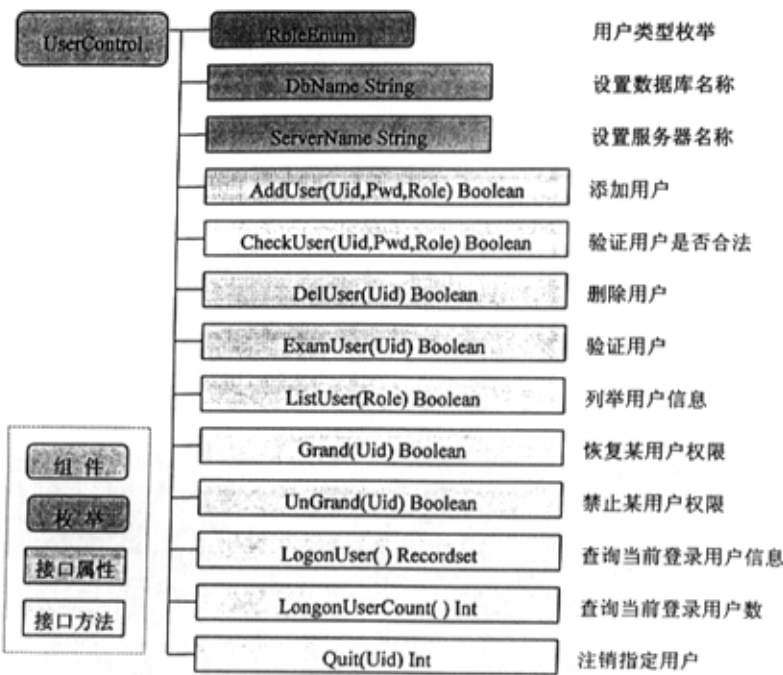 UserControl
RoleEnum 用户类型枚举
DbName String 设置数据库名称
ServerName String 设置服务器名称
AddUser(Uid,Pwd,Role) Boolean 添加用户
CheckUser(Uid,Pwd,Role) Boolean 验证用户是否合法
DelUser(Uid) Boolean 删除用户
ExamUser(Uid) Boolean 验证用户
ListUser(Role) Boolean 列举用户信息
Grand(Uid) Boolean 恢复某用户权限
UnGrand(Uid) Boolean 禁止某用户权限
LogonUser( ) Recordset 查询当前登录用户信息
LongonUserCount( ) Int 查询当前登录用户数
Quit(Uid) Int 注销指定用户
组 件
枚 举
接口属性
接口方法